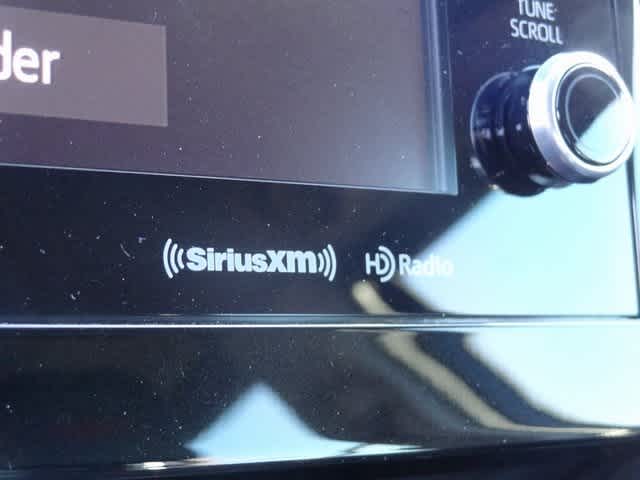 der
TUNE
SCROLL
SiriusXM
HD Radio